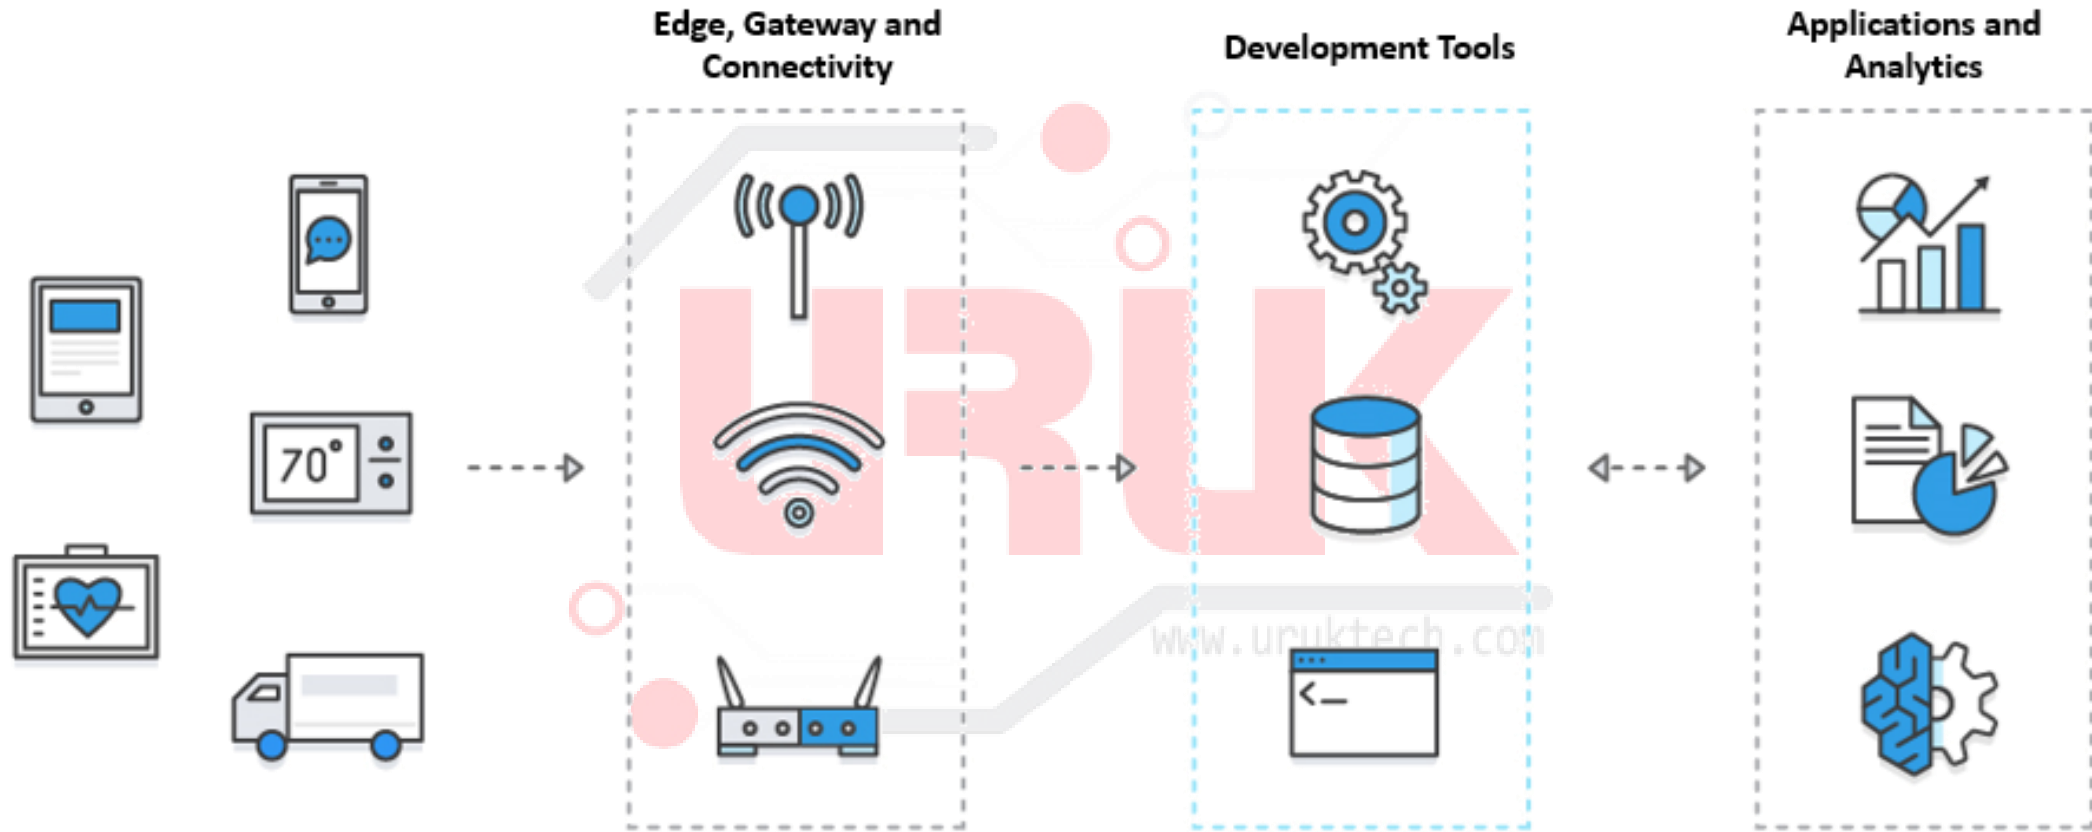 Edge, Gateway and
Connectivity
Development Tools
Applications and
Analytics
70°
URUK
www.uruktech.com
<_